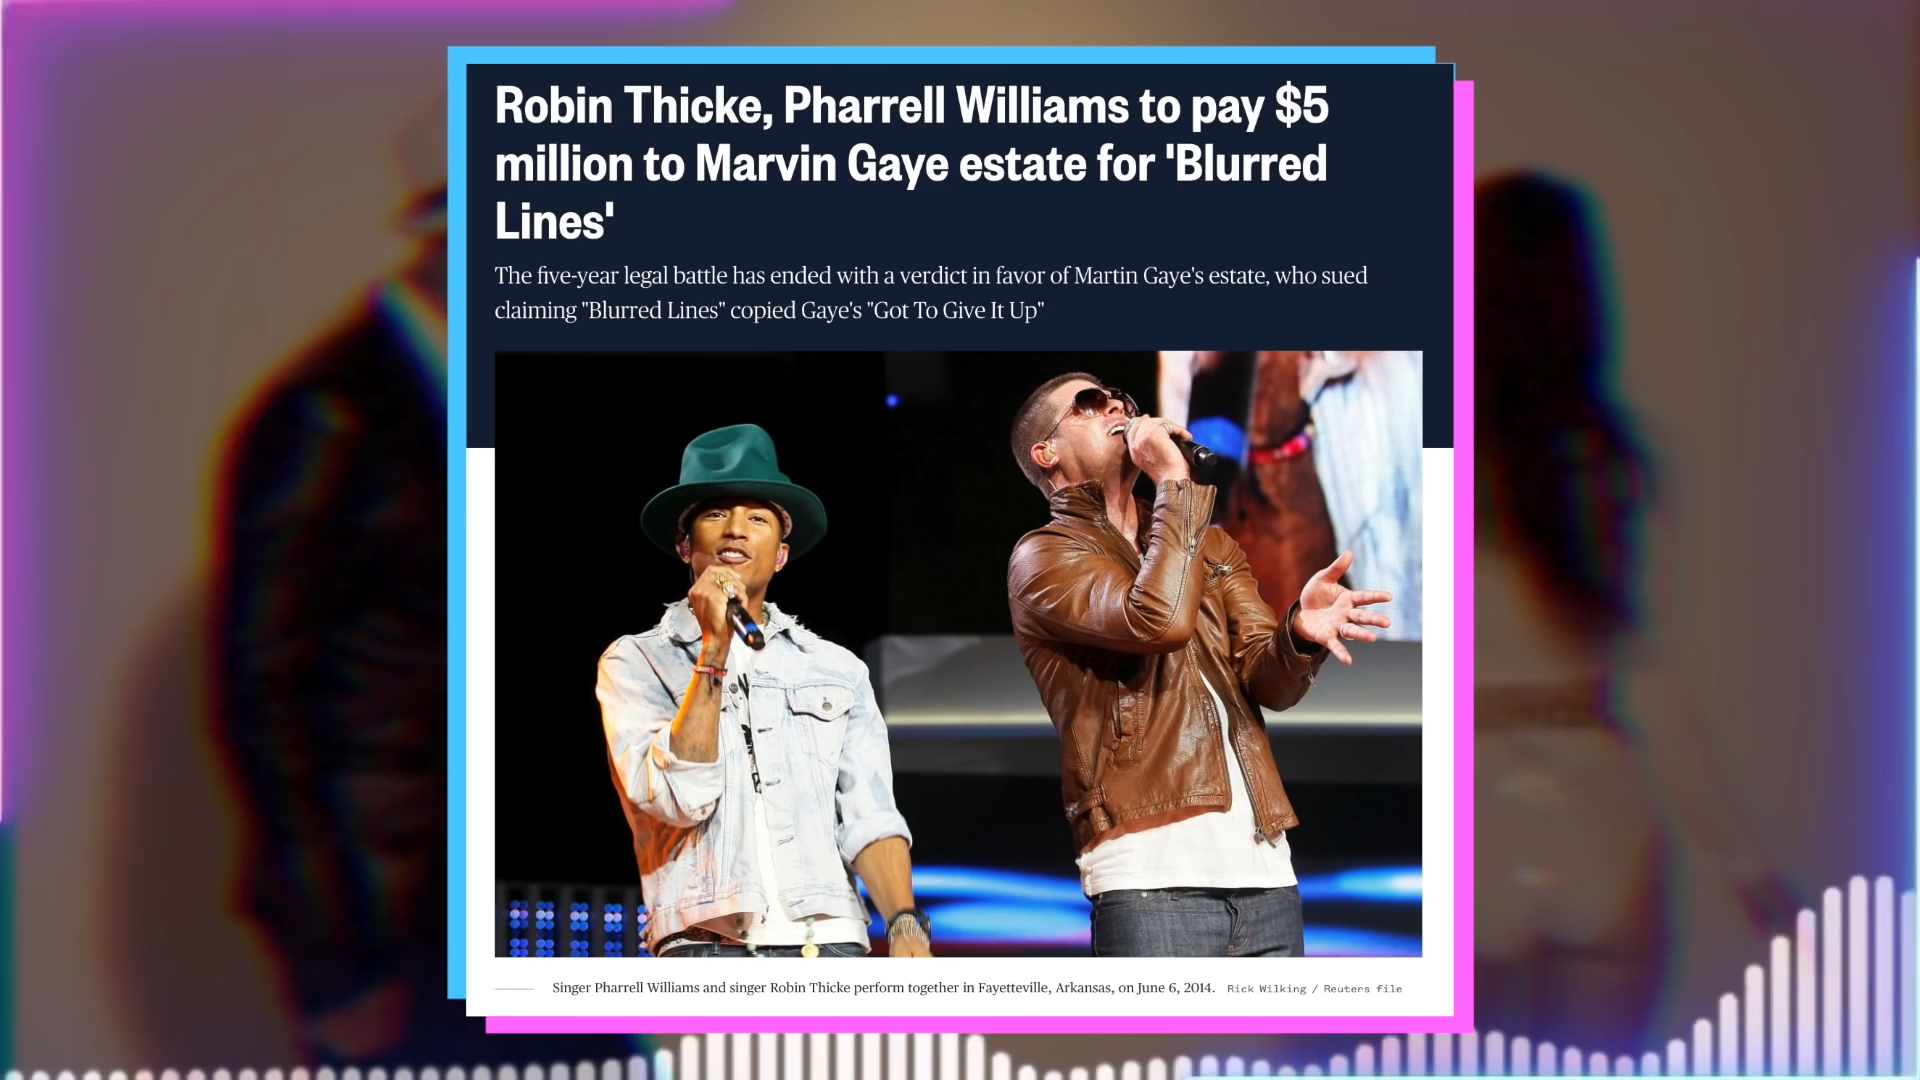 Robin Thicke, Pharrell Williams to pay $5
million to Marvin Gaye estate for 'Blurred
Lines'
The five-year legal battle has ended with a verdict in favor of Martin Gaye's estate, who sued
claiming "Blurred Lines" copied Gaye's "Got To Give It Up"
Singer Pharrell Williams and singer Robin Thicke perform together in Fayetteville, Arkansas, on June 6, 2014. Rick Wilking / Reuters file